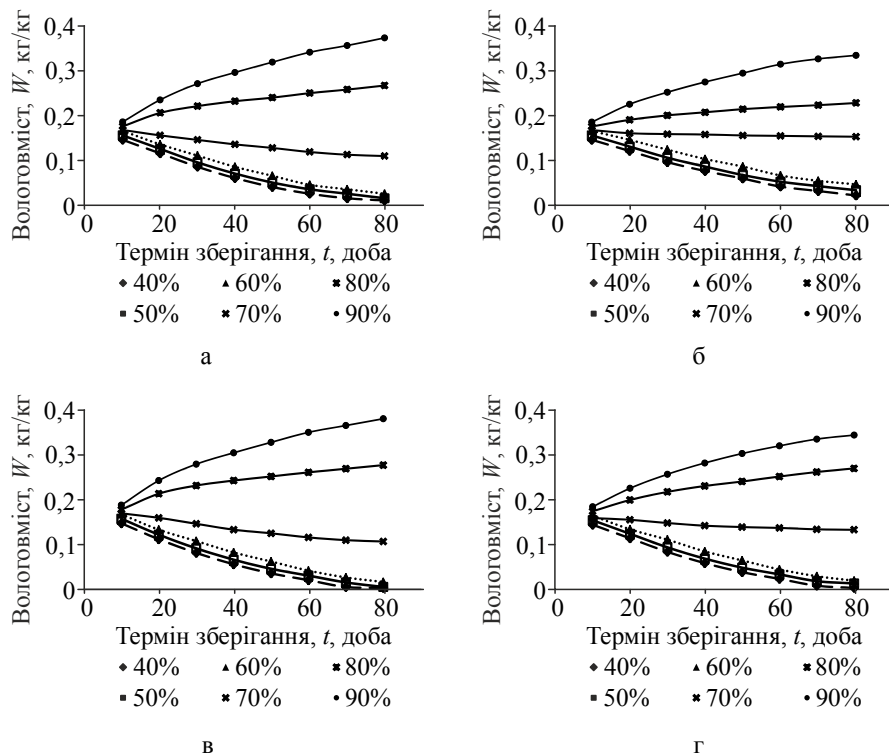 Вологовміст, W, кг/кг
0,4
0,3
0,2
0,1
0
0 20 40 60 80
Термін зберігання, t, доба
40% 60% 80%
50% 70% 90%
а
Вологовміст, W, кг/кг
0,4
0,3
0,2
0,1
0
0 20 40 60 80
Термін зберігання, t, доба
40% 60% 80%
50% 70% 90%
б
Вологовміст, W, кг/кг
0,4
0,3
0,2
0,1
0
0 20 40 60 80
Термін зберігання, t, доба
40% 60% 80%
50% 70% 90%
в
Вологовміст, W, кг/кг
0,4
0,3
0,2
0,1
0
0 20 40 60 80
Термін зберігання, t, доба
40% 60% 80%
50% 70% 90%
г